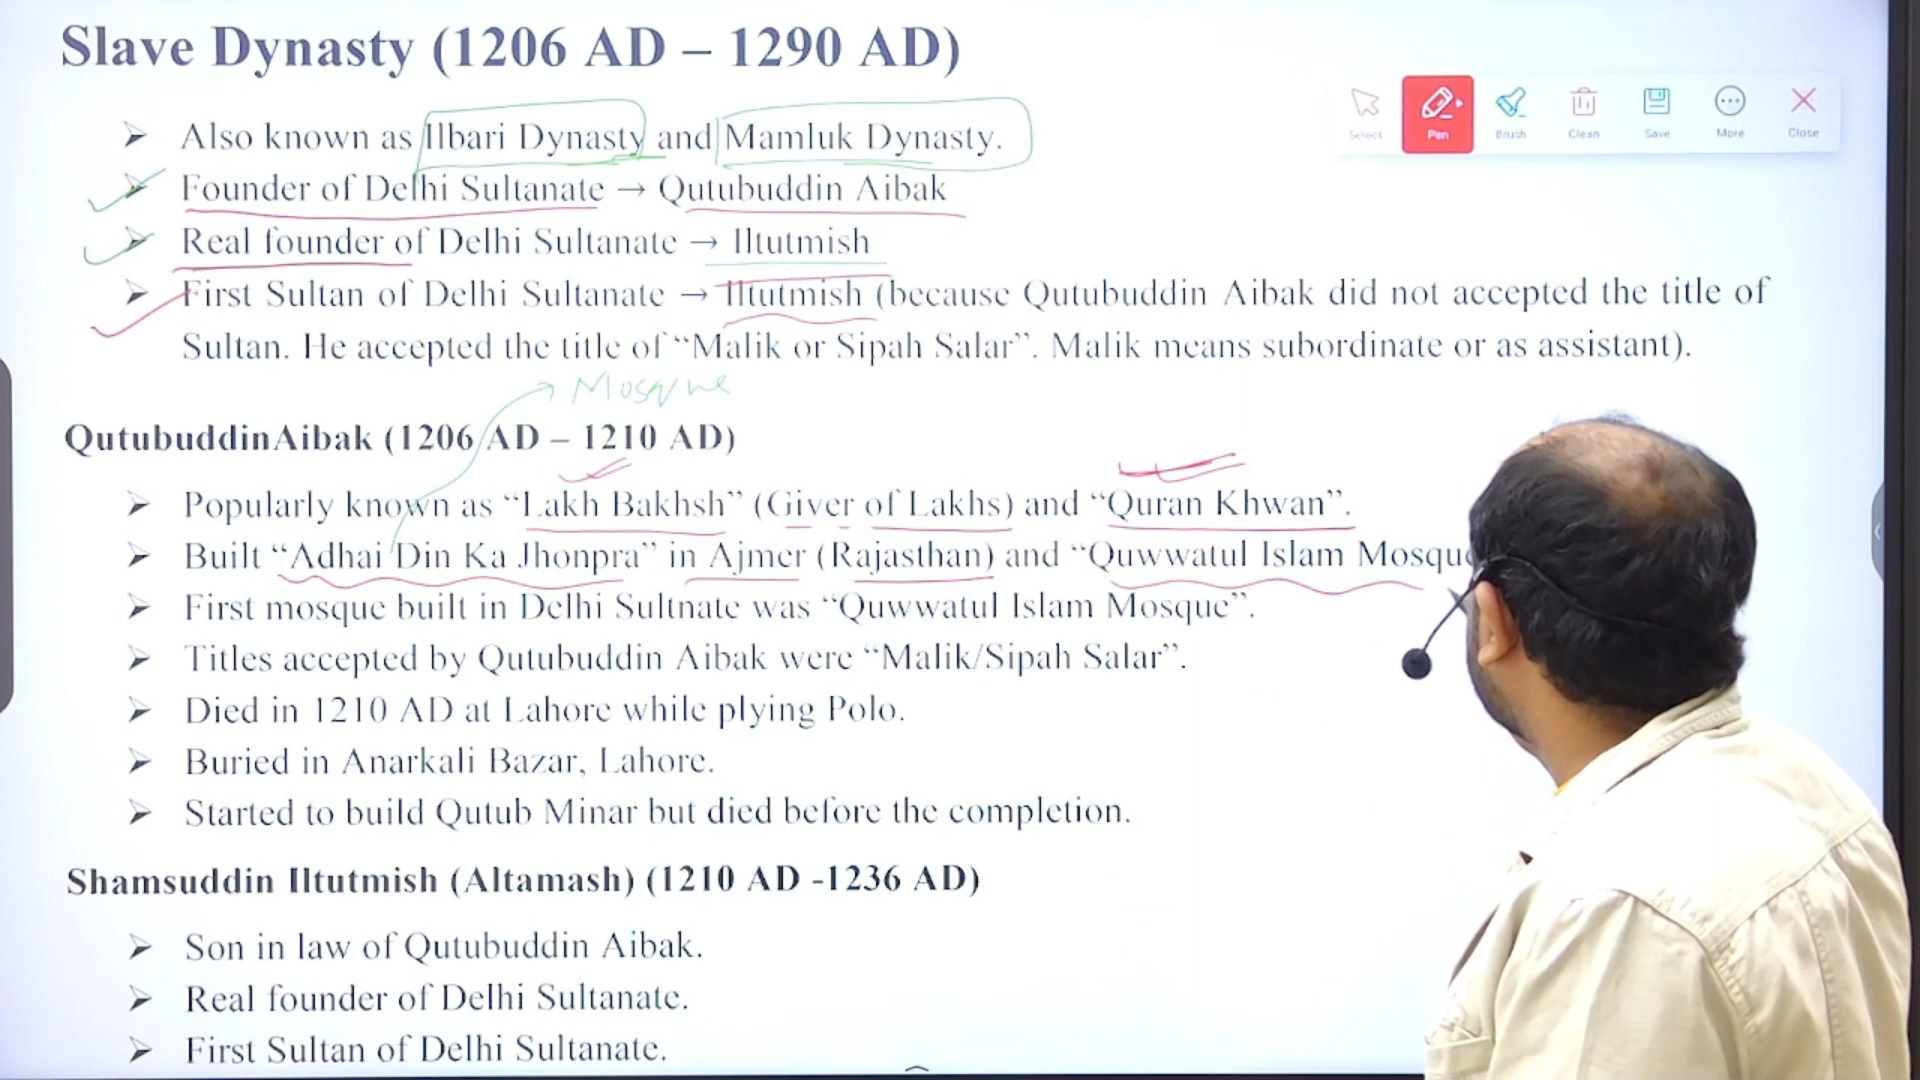 Slave Dynasty (1206 AD – 1290 AD)
Select Pen Brush Clean Save More Close
➢ Also known as Ilbari Dynasty and Mamluk Dynasty.
➢ Founder of Delhi Sultanate → Qutubuddin Aibak
➢ Real founder of Delhi Sultanate → Iltutmish
➢ First Sultan of Delhi Sultanate → Iltutmish (because Qutubuddin Aibak did not accepted the title of
Sultan. He accepted the title of “Malik or Sipah Salar”. Malik means subordinate or as assistant).
Mosque
QutubuddinAibak (1206 AD – 1210 AD)
➢ Popularly known as “Lakh Bakhsh” (Giver of Lakhs) and “Quran Khwan”.
➢ Built “Adhai Din Ka Jhonpra” in Ajmer (Rajasthan) and “Quwwatul Islam Mosque
➢ First mosque built in Delhi Sultnate was “Quwwatul Islam Mosque”.
➢ Titles accepted by Qutubuddin Aibak were “Malik/Sipah Salar”.
➢ Died in 1210 AD at Lahore while plying Polo.
➢ Buried in Anarkali Bazar, Lahore.
➢ Started to build Qutub Minar but died before the completion.
Shamsuddin Iltutmish (Altamash) (1210 AD -1236 AD)
➢ Son in law of Qutubuddin Aibak.
➢ Real founder of Delhi Sultanate.
➢ First Sultan of Delhi Sultanate.